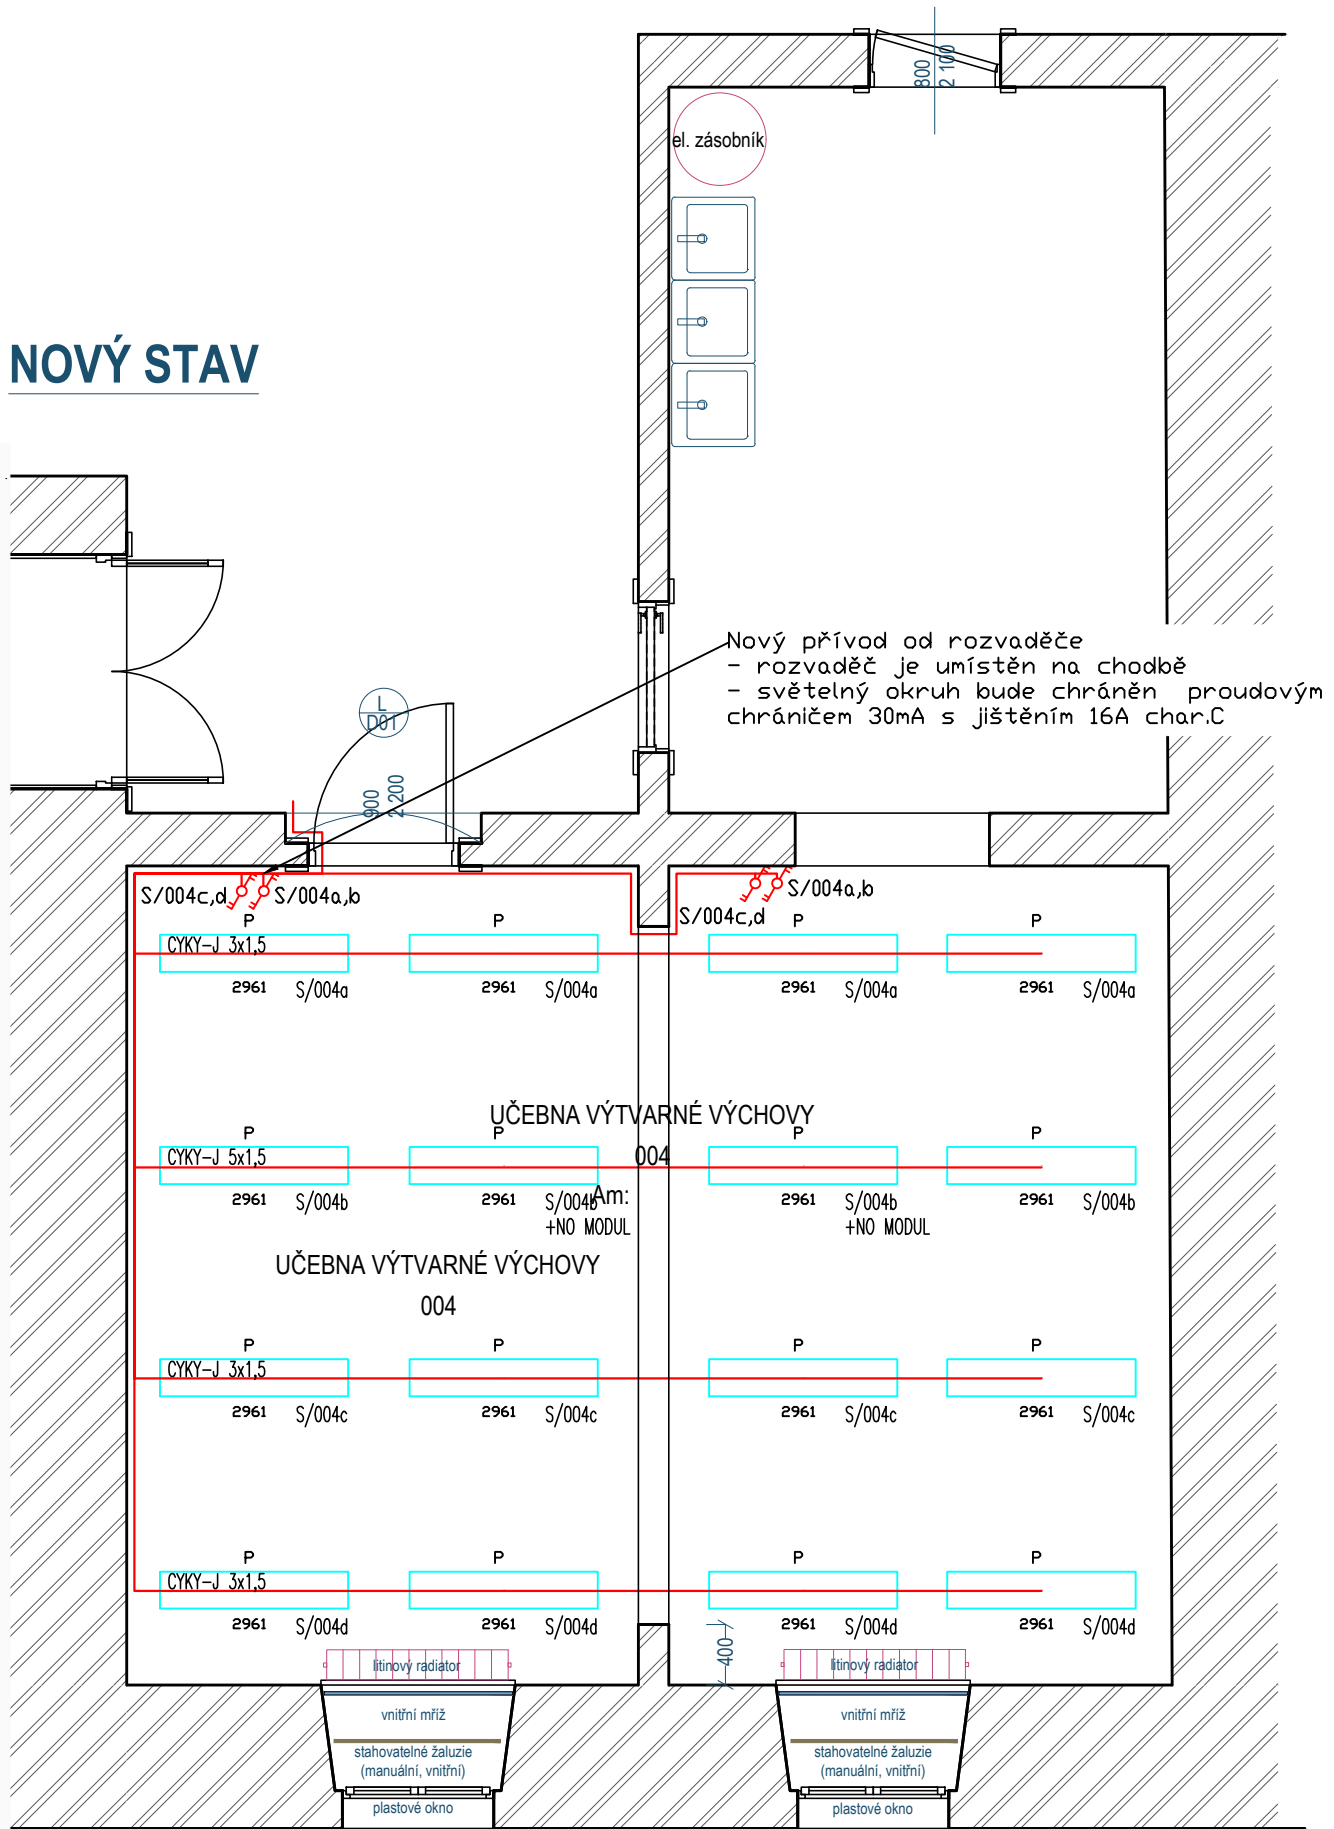 800
2 100
el. zásobník
NOVÝ STAV
Nový přívod od rozvaděče
- rozvaděč je umístěn na chodbě
- světelný okruh bude chráněn proudovým
chráničem 30mA s jištěním 16A char.C
L
D01
900
2 200
S/004c,d
S/004a,b
S/004c,d
S/004a,b
P
P
P
P
CYKY-J 3x1,5
2961 S/004a
2961 S/004a
2961 S/004a
2961 S/004a
UČEBNA VÝTVARNÉ VÝCHOVY
004
Am:
P
P
P
P
CYKY-J 5x1,5
2961 S/004b
2961 S/004b
+NO MODUL
2961 S/004b
+NO MODUL
2961 S/004b
UČEBNA VÝTVARNÉ VÝCHOVY
004
P
P
P
P
CYKY-J 3x1,5
2961 S/004c
2961 S/004c
2961 S/004c
2961 S/004c
P
P
P
P
CYKY-J 3x1,5
2961 S/004d
2961 S/004d
2961 S/004d
2961 S/004d
400
litinový radiator
vnitřní mříž
stahovatelné žaluzie
(manuální, vnitřní)
plastové okno
litinový radiator
vnitřní mříž
stahovatelné žaluzie
(manuální, vnitřní)
plastové okno